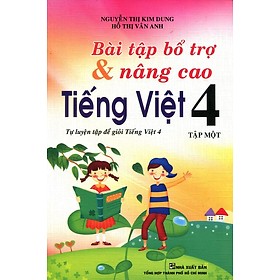 NGUYỄN THỊ KIM DUNG
HỒ THỊ VÂN ANH
Bài tập bổ trợ
& nâng cao
Tiếng Việt 4
TẬP MỘT
Tự luyện tập để giỏi Tiếng Việt 4
NHÀ XUẤT BẢN
TỔNG HỢP THÀNH PHỐ HỒ CHÍ MINH